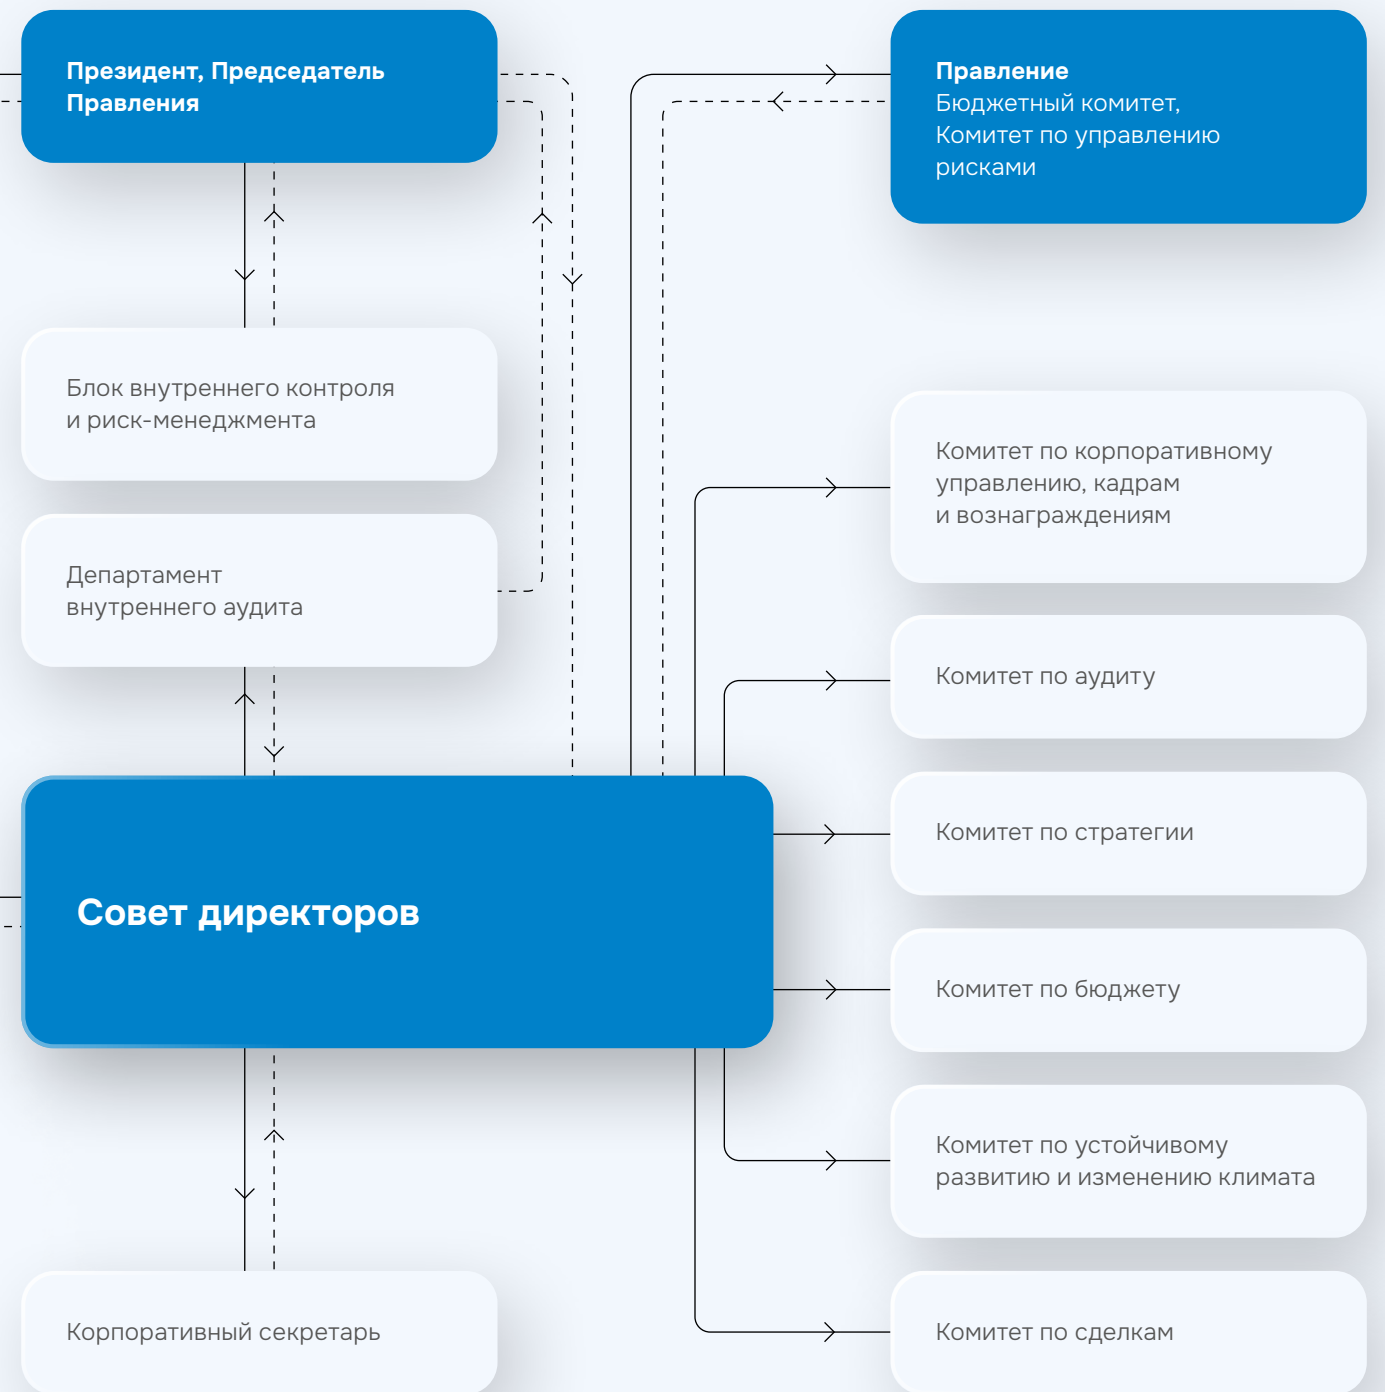 Президент, Председатель
Правления
Правление
Бюджетный комитет,
Комитет по управлению
рисками
Блок внутреннего контроля
и риск-менеджмента
Комитет по корпоративному
управлению, кадрам
и вознаграждениям
Департамент
внутреннего аудита
Комитет по аудиту
Комитет по стратегии
Совет директоров
Комитет по бюджету
Комитет по устойчивому
развитию и изменению климата
Корпоративный секретарь
Комитет по сделкам